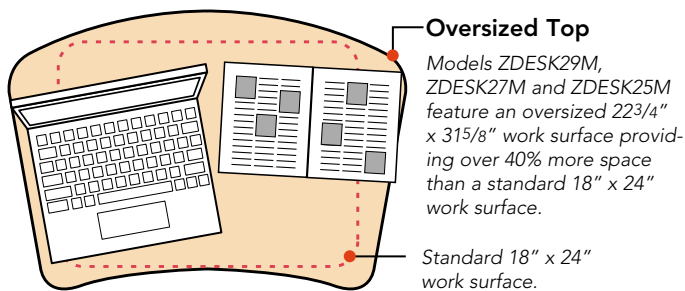 Oversized Top
Models ZDESK29M,
ZDESK27M and ZDESK25M
feature an oversized 223/4”
x 315/8” work surface provid-
ing over 40% more space
than a standard 18” x 24”
work surface.
Standard 18” x 24”
work surface.